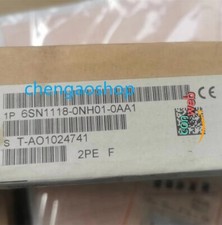 chengaoshop
1P 6SN1118-0NH01-0AA1
S T-AO1024741
2PE F